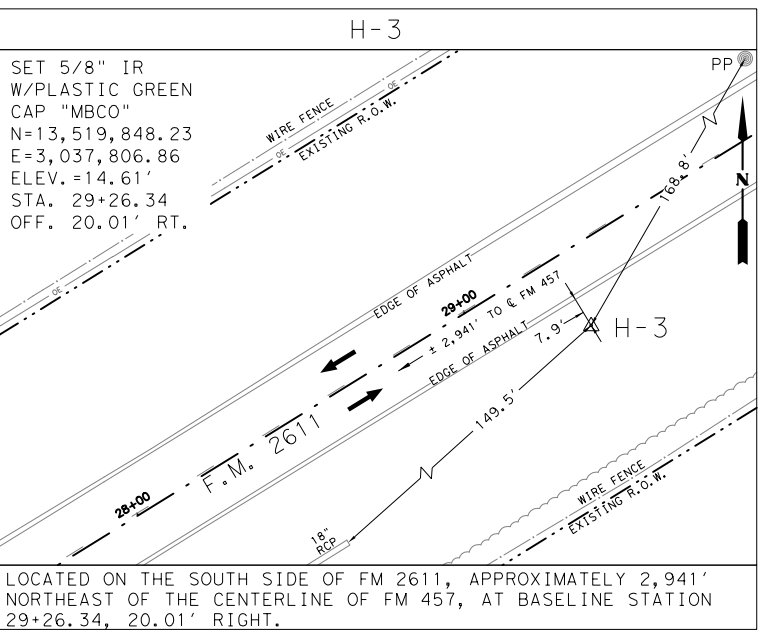 H-3
SET 5/8" IR
W/PLASTIC GREEN
CAP "MBCO"
N=13,519,848.23
E=3,037,806.86
ELEV.=14.61'
STA. 29+26.34
OFF. 20.01' RT.
PP
OE
WIRE FENCE
OE
EXISTING R.O.W.
168.8'
N
OE
EDGE OF ASPHALT
29+00
± 2,941' TO ℄ FM 457
7.9'
H-3
EDGE OF ASPHALT
149.5'
F.M. 2611
28+00
18"
RCP
WIRE FENCE
EXISTING R.O.W.
LOCATED ON THE SOUTH SIDE OF FM 2611, APPROXIMATELY 2,941'
NORTHEAST OF THE CENTERLINE OF FM 457, AT BASELINE STATION
29+26.34, 20.01' RIGHT.